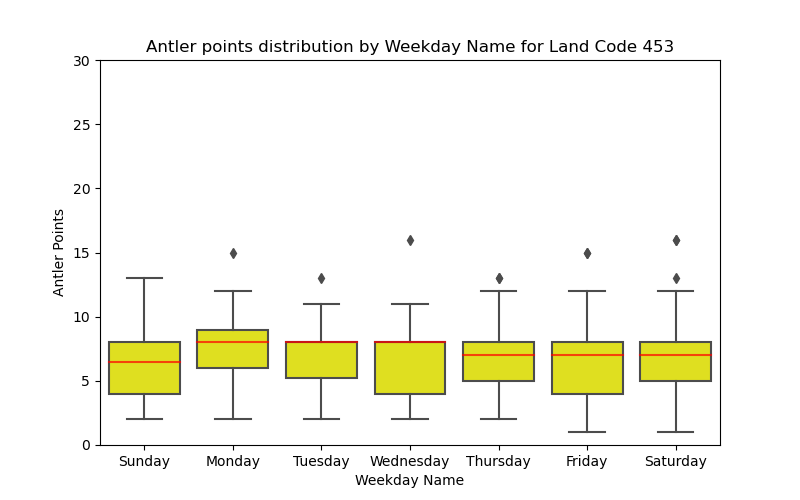 Antler points distribution by Weekday Name for Land Code 453
Antler Points
30
25
20
15
10
5
0
Sunday Monday Tuesday Wednesday Thursday Friday Saturday
Weekday Name